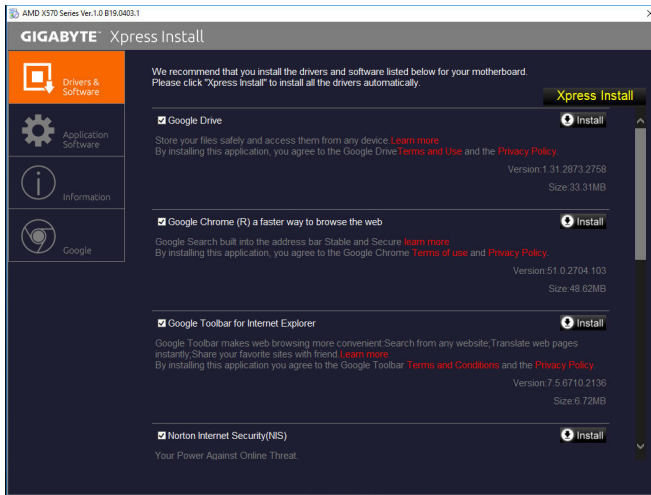 AMD X570 Series Ver.1.0 B19.0403.1
GIGABYTE™ Xpress Install
Drivers &
Software
Application
Software
Information
Google
We recommend that you install the drivers and software listed below for your motherboard.
Please click "Xpress Install" to install all the drivers automatically.
Xpress Install
Google Drive
Install
Store your files safely and access them from any device.Learn more
By installing this application, you agree to the Google DriveTerms and Use and the Privacy Policy.
Version:1.31.2873.2758
Size:33.31MB
Google Chrome (R) a faster way to browse the web
Install
Google Search built into the address bar Stable and Secure learn more
By installing this application, you agree to the Google Chrome Terms of use and Privacy Policy.
Version:51.0.2704.103
Size:48.62MB
Google Toolbar for Internet Explorer
Install
Google Toolbar makes web browsing more convenient:Search from any website;Translate web pages
instantly;Share your favorite sites with friend.Learn more
By installing this application you agree to the Google Toolbar Terms and Conditions and the Privacy Policy.
Version:7.5.6710.2136
Size:6.72MB
Norton Internet Security(NIS)
Install
Your Power Against Online Threat.